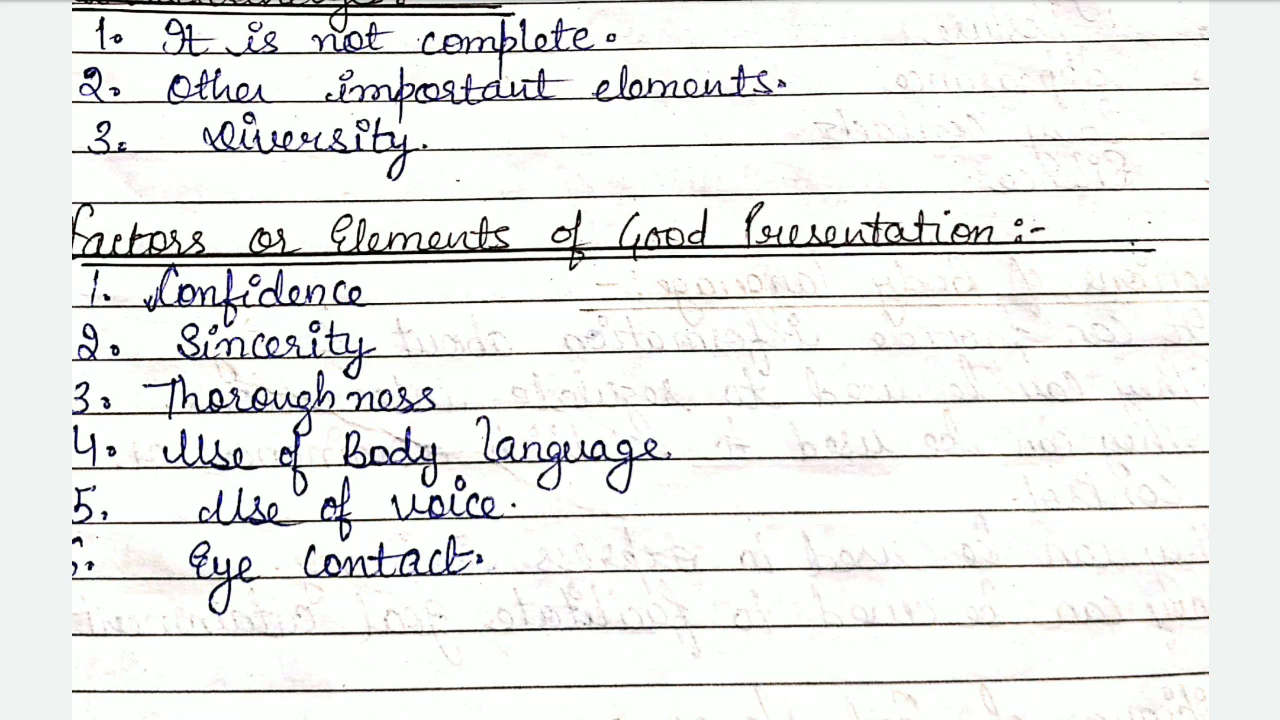 1. It is not complete.
2. Other important elements.
3. Diversity.
Factors or Elements of Good Presentation :-
1. Confidence
2. Sincerity
3. Thoroughness
4. Use of Body language.
5. Use of voice.
Eye contact.